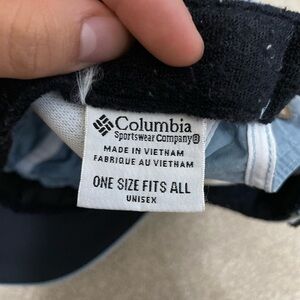 Columbia
Sportswear Company®
MADE IN VIETNAM
FABRIQUE AU VIETNAM
ONE SIZE FITS ALL
UNISEX